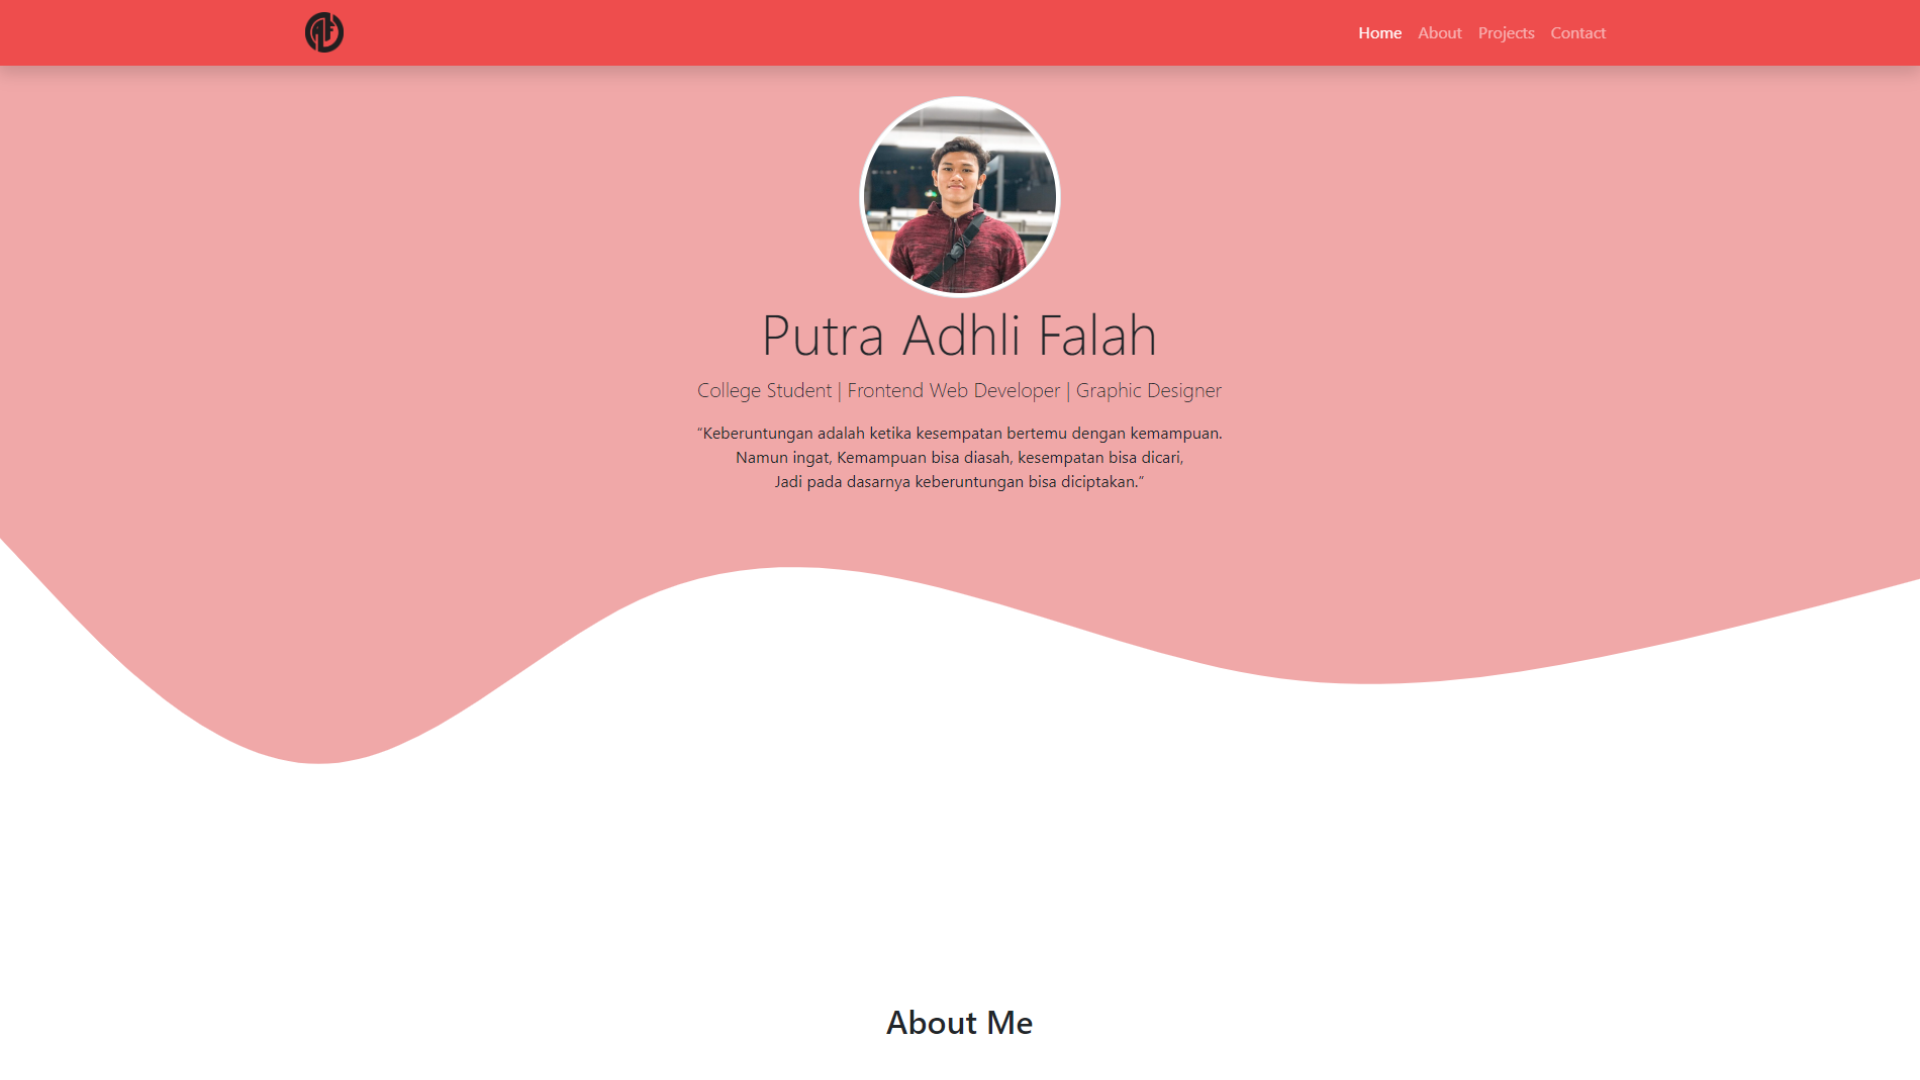 Home About Projects Contact
Putra Adhli Falah
College Student | Frontend Web Developer | Graphic Designer
“Keberuntungan adalah ketika kesempatan bertemu dengan kemampuan.
Namun ingat, Kemampuan bisa diasah, kesempatan bisa dicari,
Jadi pada dasarnya keberuntungan bisa diciptakan.”
About Me